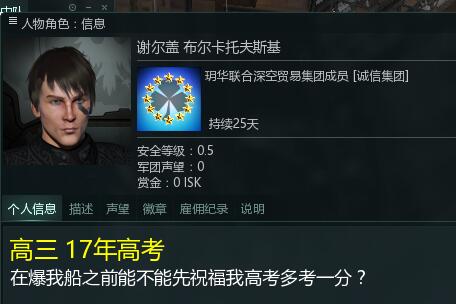 中队
人物角色：信息
谢尔盖 布尔卡托夫斯基
玥华联合深空贸易集团成员 [诚信集团]
持续25天
安全等级：0.5
军团声望：0
赏金：0 ISK
个人信息 描述 声望 徽章 雇佣纪录 说明
高三 17年高考
在爆我船之前能不能先祝福我高考多考一分？